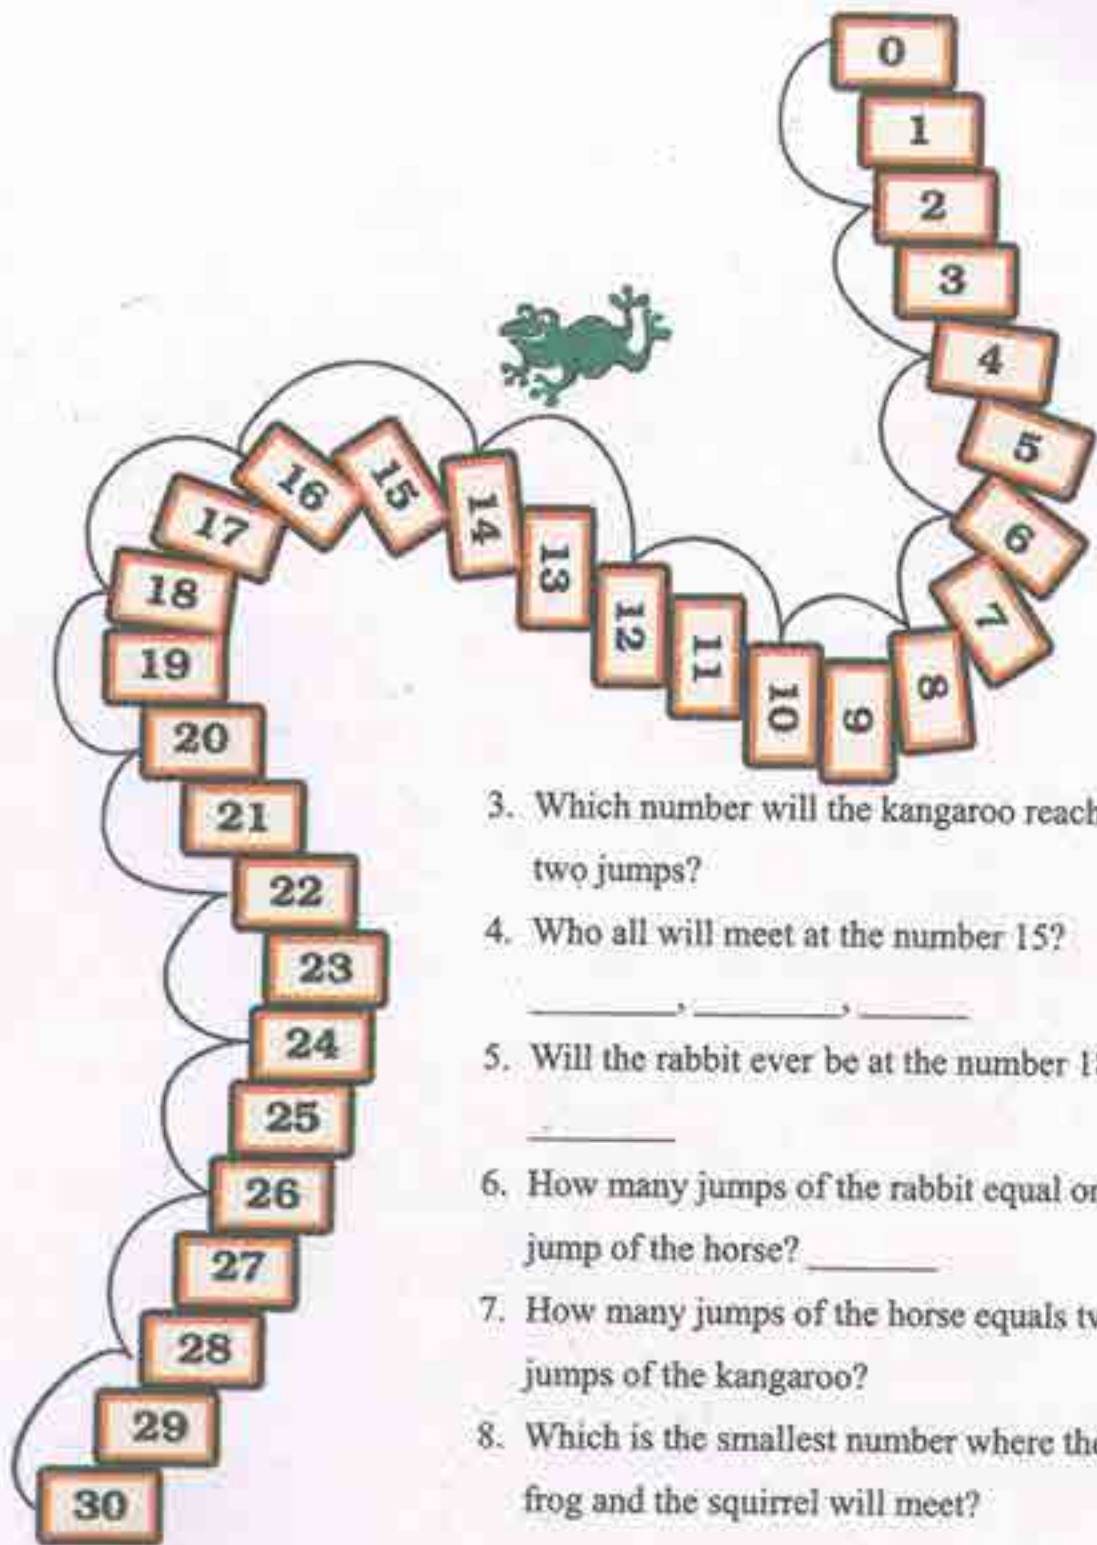 0
1
2
3
4
5
6
7
8
9
10
11
12
13
14
15
16
17
18
19
20
21
22
23
24
25
26
27
28
29
30
3. Which number will the kangaroo reach
two jumps?
4. Who all will meet at the number 15?
________, ________, ______
5. Will the rabbit ever be at the number
________
6. How many jumps of the rabbit equal
jump of the horse? _______
7. How many jumps of the horse equals
jumps of the kangaroo?
8. Which is the smallest number where the
frog and the squirrel will meet?